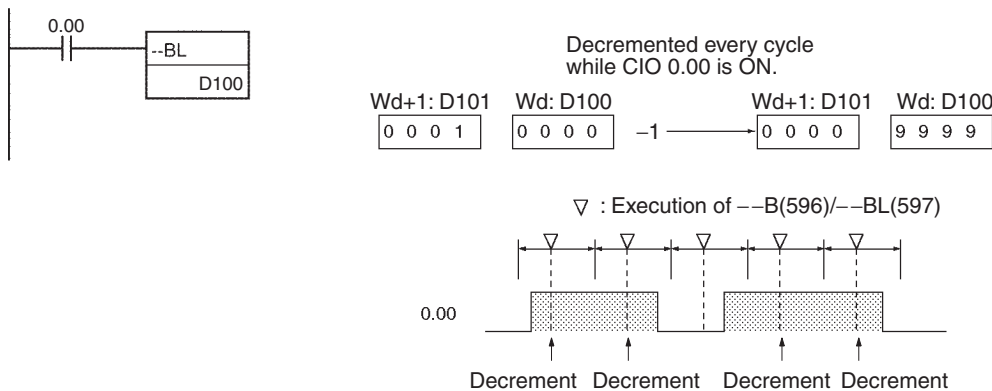 0.00
--BL
D100
Decremented every cycle
while CIO 0.00 is ON.
Wd+1: D101 Wd: D100 Wd+1: D101 Wd: D100
0 0 0 1 0 0 0 0 −1 0 0 0 0 9 9 9 9
: Execution of −−B(596)/−−BL(597)
0.00
Decrement Decrement Decrement Decrement